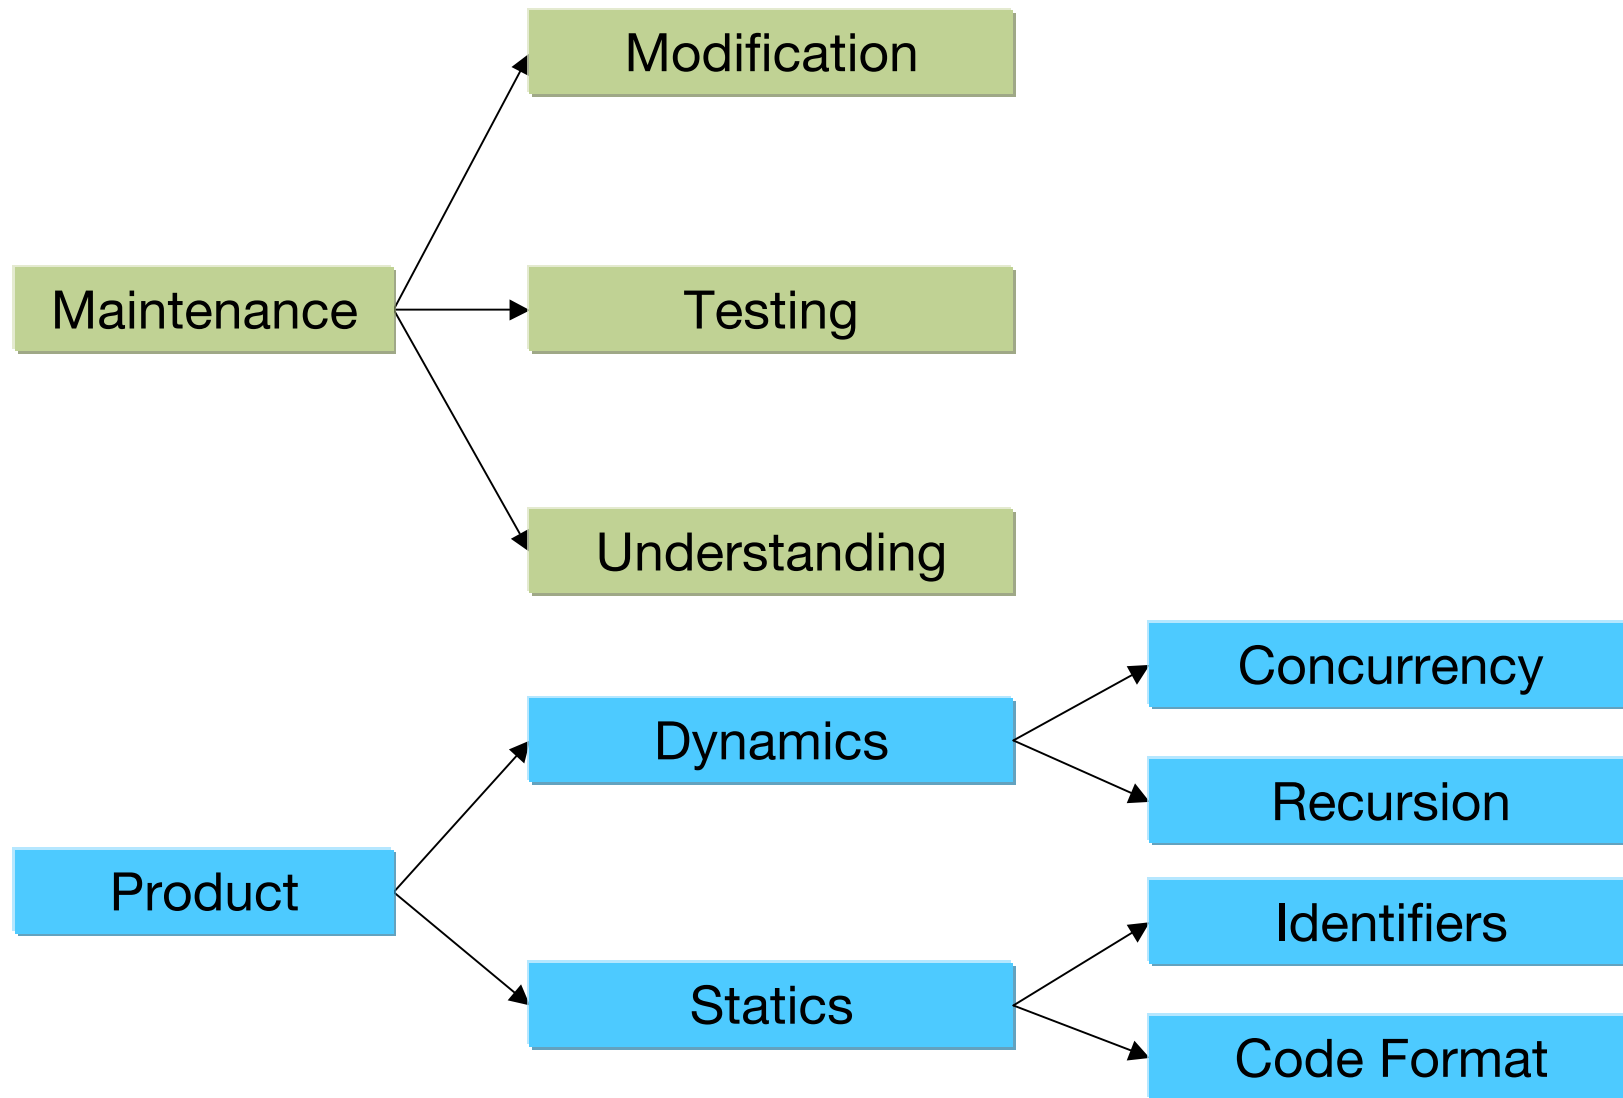 Modification
Maintenance
Testing
Understanding
Concurrency
Dynamics
Recursion
Product
Identifiers
Statics
Code Format